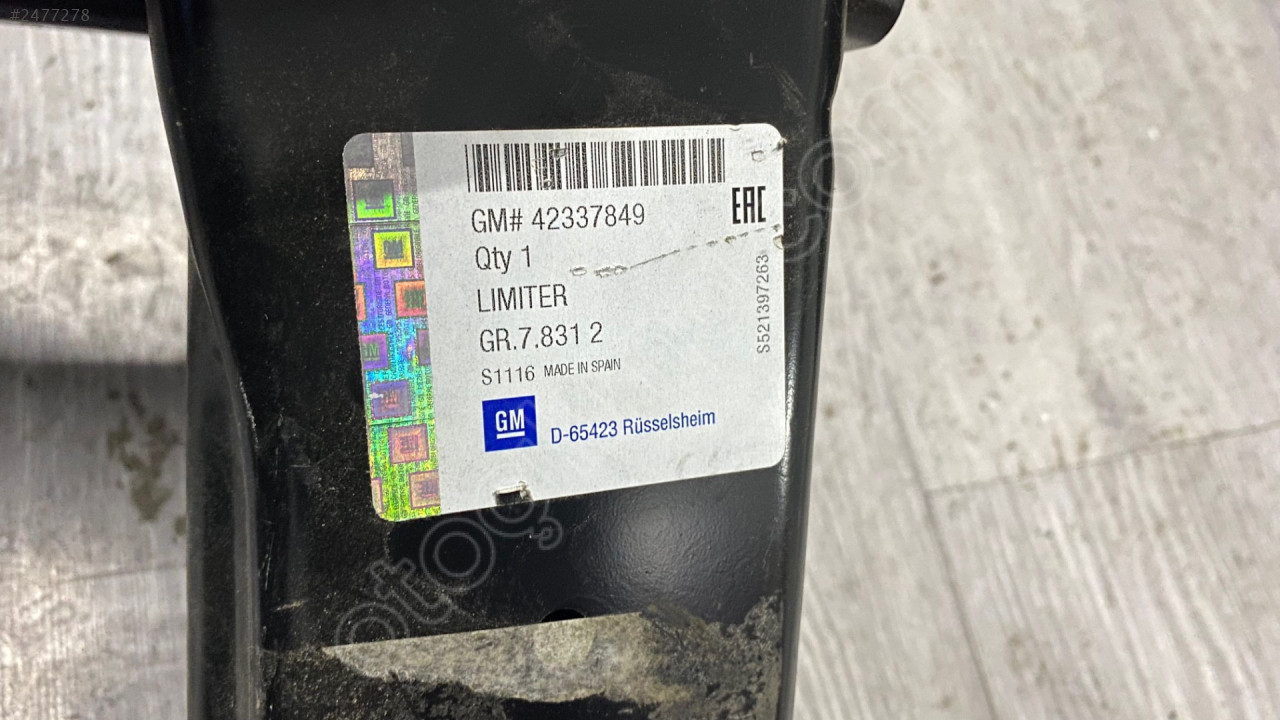 #2477278
GM# 42337849
EAC
Qty 1
LIMITER
GR.7.831 2
S1116 MADE IN SPAIN
S521397263
GM
D-65423 Rüsselsheim